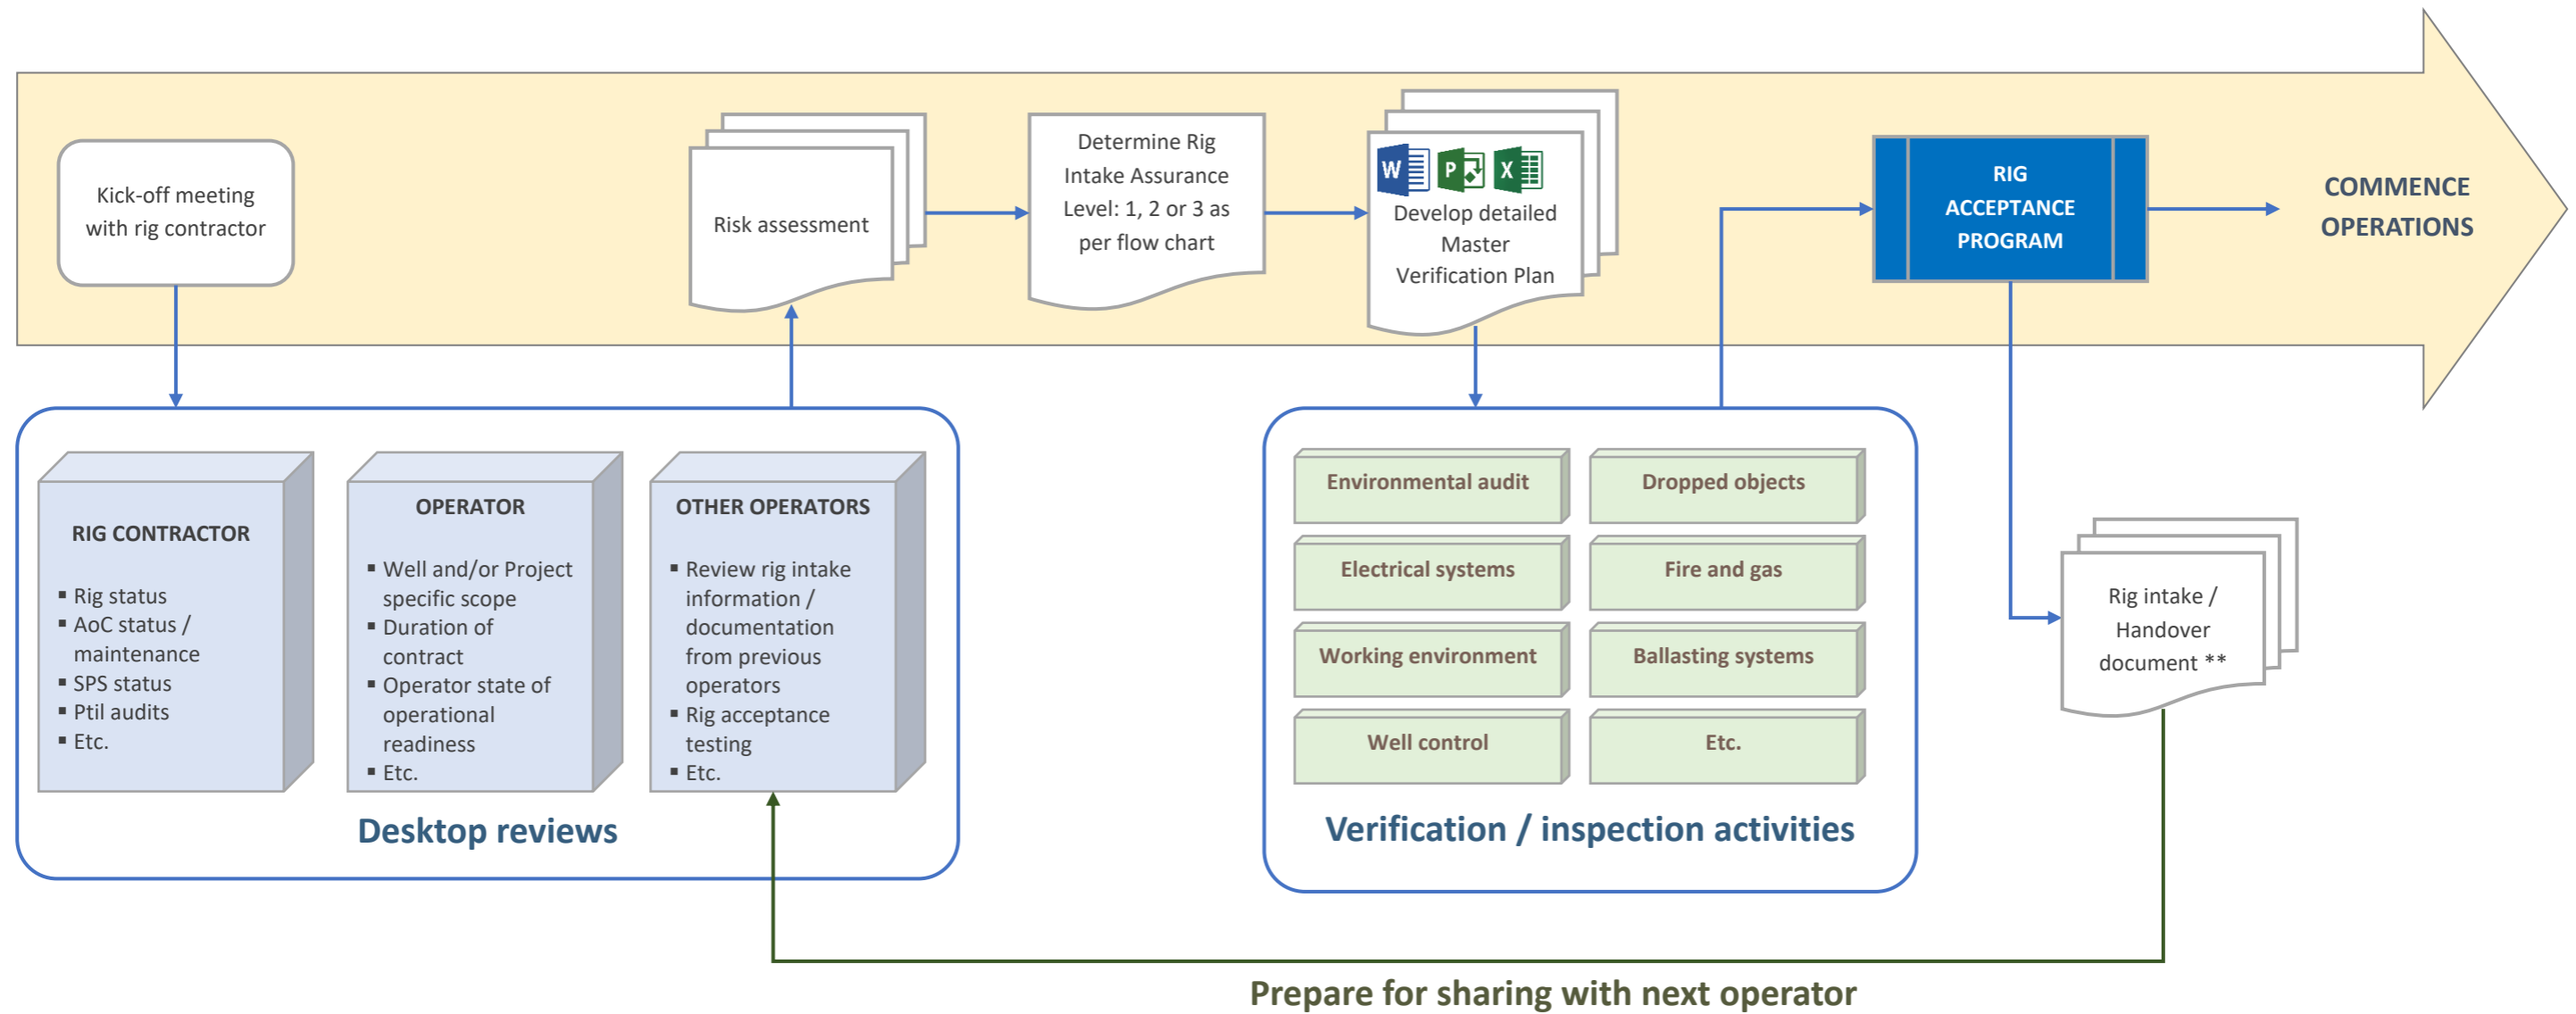 Kick-off meeting
with rig contractor
Risk assessment
Determine Rig
Intake Assurance
Level: 1, 2 or 3 as
per flow chart
W
P
X
Develop detailed
Master
Verification Plan
RIG
ACCEPTANCE
PROGRAM
COMMENCE
OPERATIONS
RIG CONTRACTOR
▪ Rig status
▪ AoC status /
maintenance
▪ SPS status
▪ Ptil audits
▪ Etc.
OPERATOR
▪ Well and/or Project
specific scope
▪ Duration of
contract
▪ Operator state of
operational
readiness
▪ Etc.
OTHER OPERATORS
▪ Review rig intake
information /
documentation
from previous
operators
▪ Rig acceptance
testing
▪ Etc.
Desktop reviews
Environmental audit
Dropped objects
Electrical systems
Fire and gas
Working environment
Ballasting systems
Well control
Etc.
Verification / inspection activities
Rig intake /
Handover
document **
Prepare for sharing with next operator